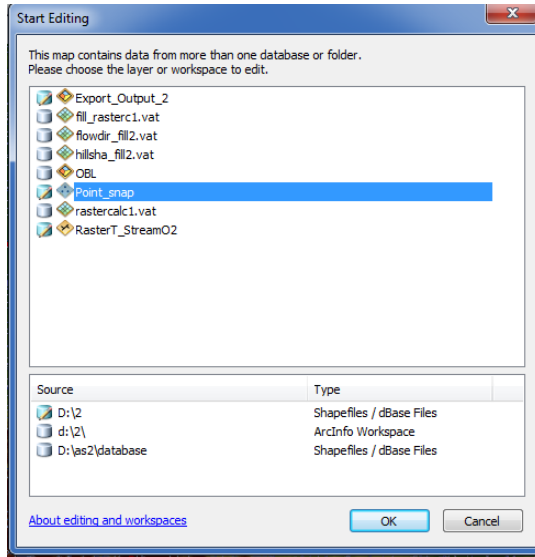 Start Editing
This map contains data from more than one database or folder.
Please choose the layer or workspace to edit.
Export_Output_2
fill_rasterc1.vat
flowdir_fill2.vat
hillsha_fill2.vat
OBL
Point_snap
rastercalc1.vat
RasterT_StreamO2
Source Type
D:\2 Shapefiles / dBase Files
d:\2\ ArcInfo Workspace
D:\as2\database Shapefiles / dBase Files
About editing and workspaces OK Cancel